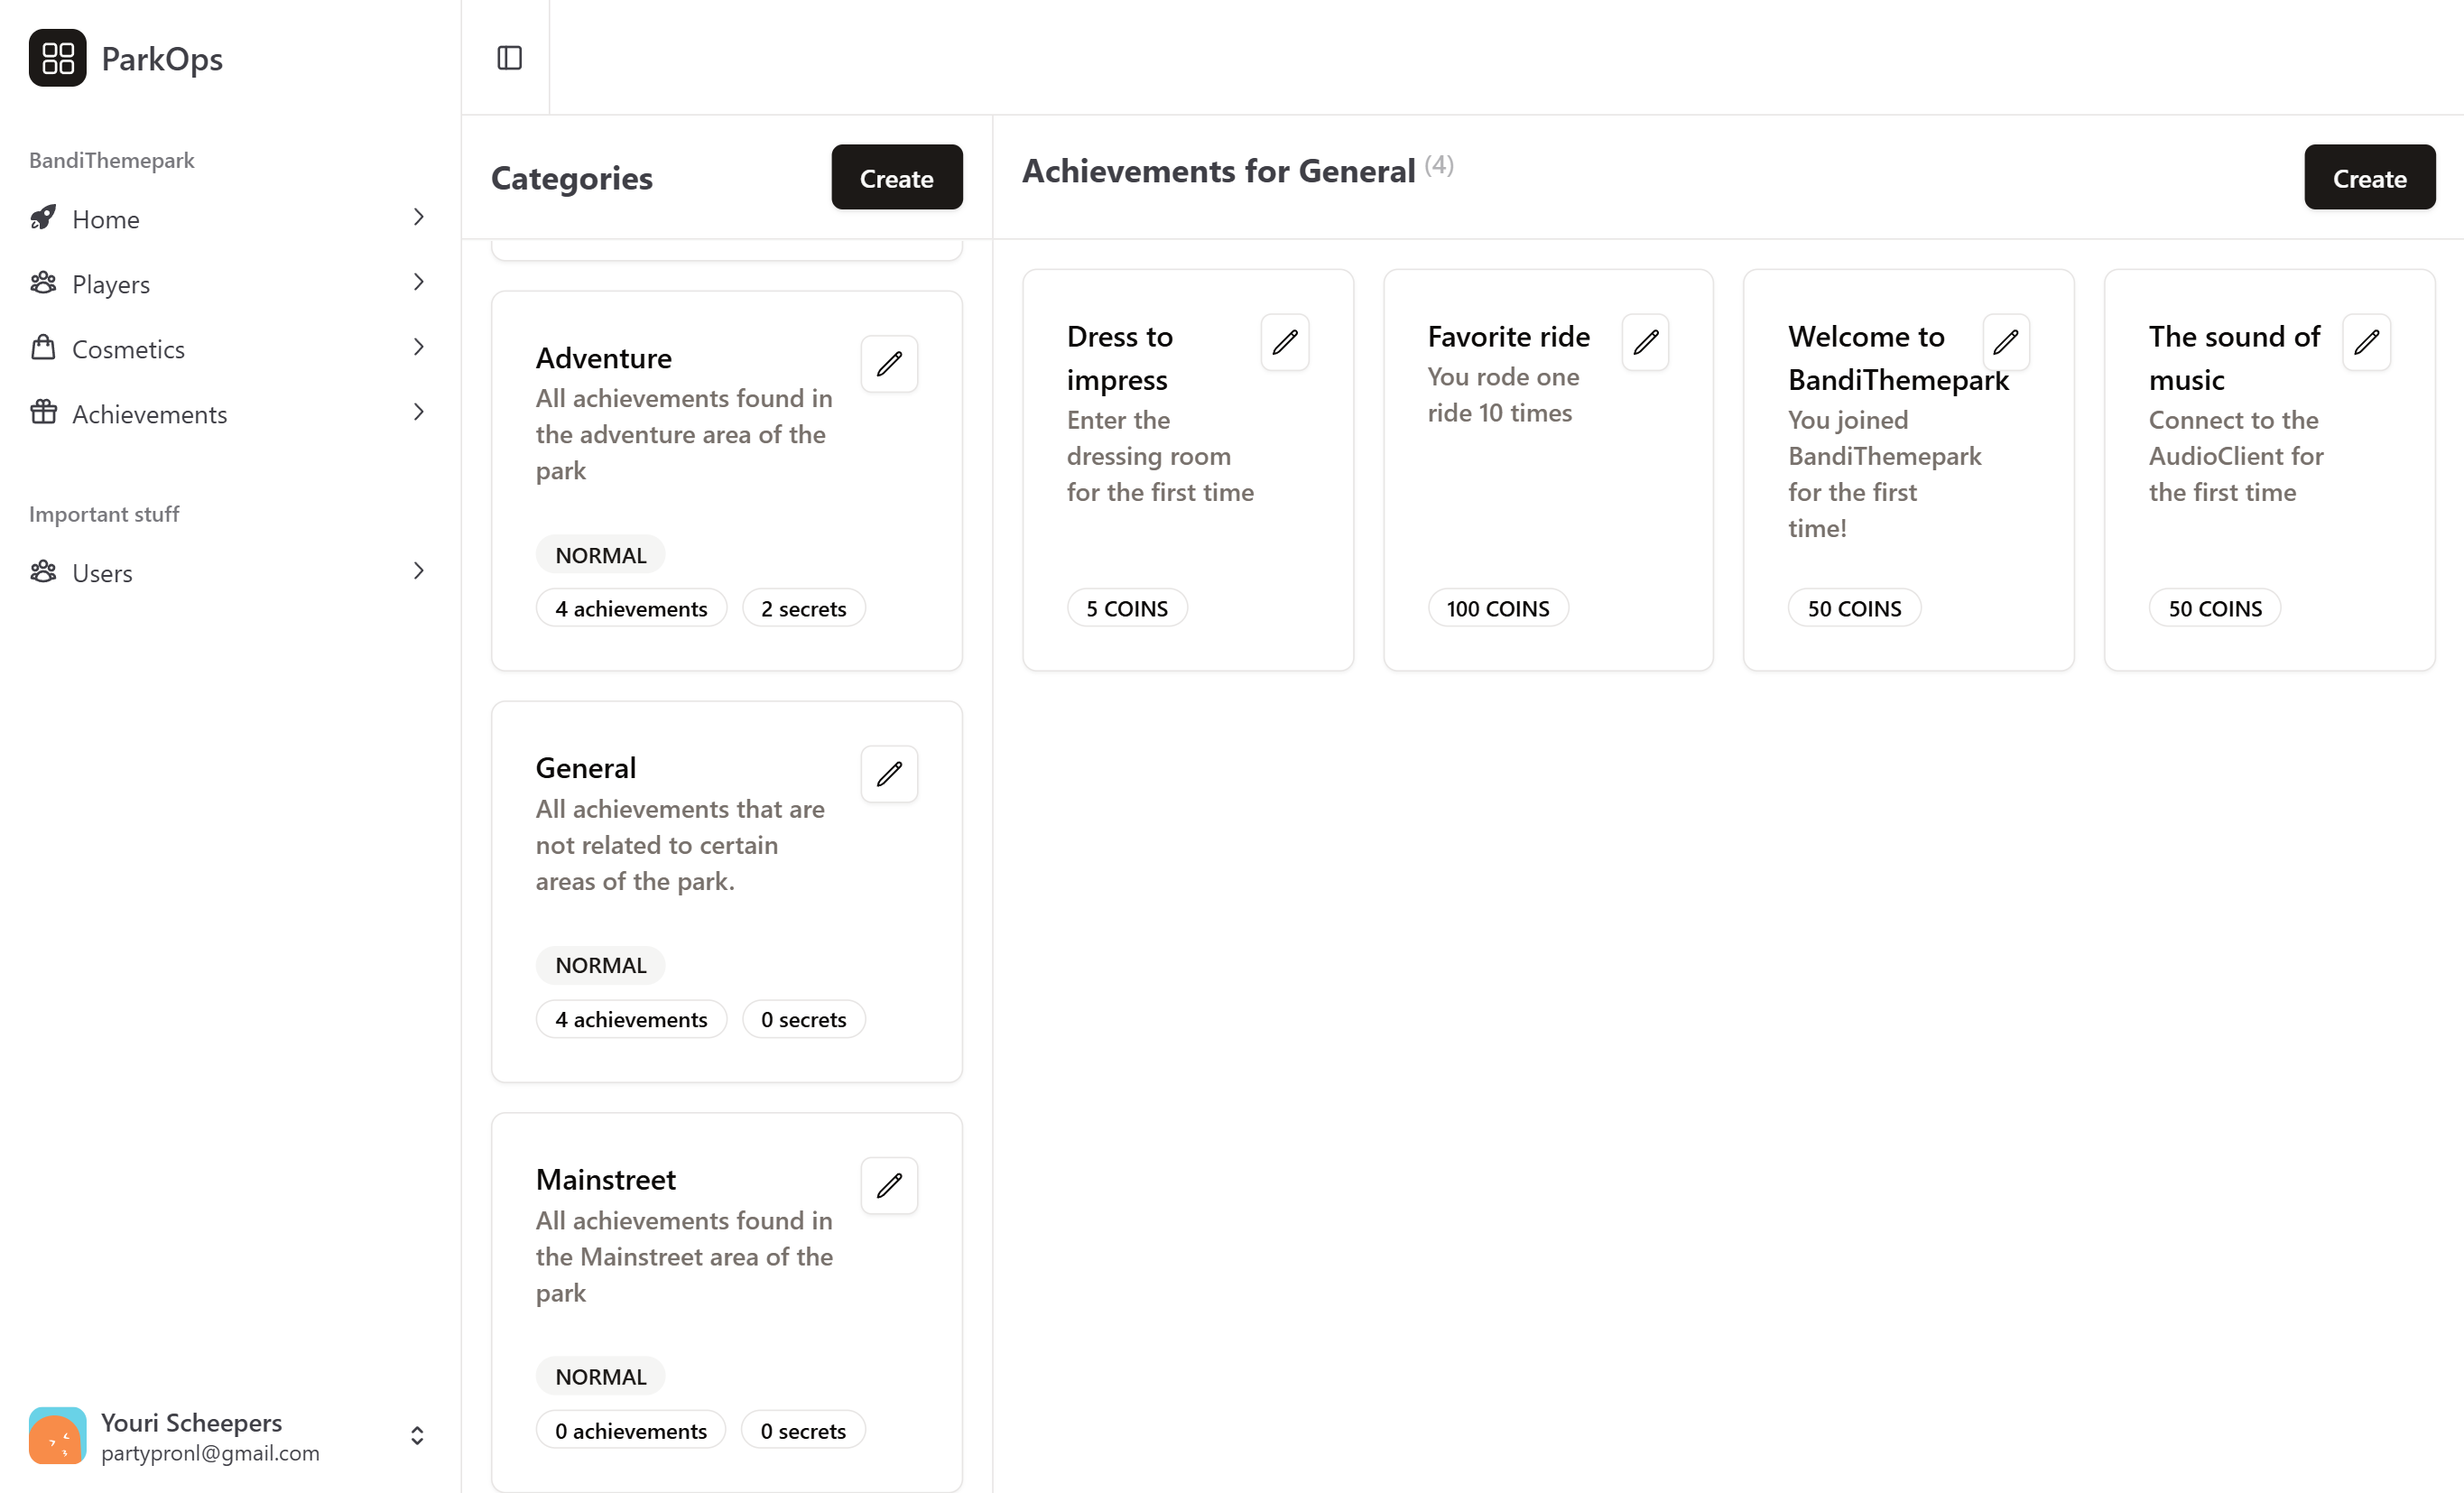 ParkOps
BandiThemepark
Home
Players
Cosmetics
Achievements
Important stuff
Users
Youri Scheepers
partypronl@gmail.com
Categories
Create
Adventure
All achievements found in
the adventure area of the
park
NORMAL
4 achievements
2 secrets
General
All achievements that are
not related to certain
areas of the park.
NORMAL
4 achievements
0 secrets
Mainstreet
All achievements found in
the Mainstreet area of the
park
NORMAL
0 achievements
0 secrets
Achievements for General (4)
Create
Dress to
impress
Enter the
dressing room
for the first time
5 COINS
Favorite ride
You rode one
ride 10 times
100 COINS
Welcome to
BandiThemepark
You joined
BandiThemepark
for the first
time!
50 COINS
The sound of
music
Connect to the
AudioClient for
the first time
50 COINS